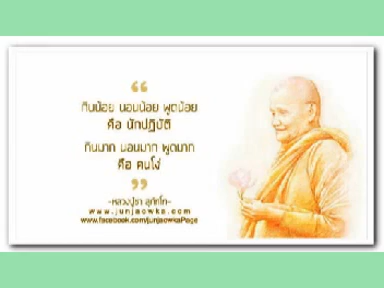 “
กินน้อย นอนน้อย พูดน้อย
คือ นักปฏิบัติ
กินมาก นอนมาก พูดมาก
คือ คนโง่
”
-หลวงปู่ชา สุภัทโท-
www.junjaowka.com
www.facebook.com/junjaowkaPage